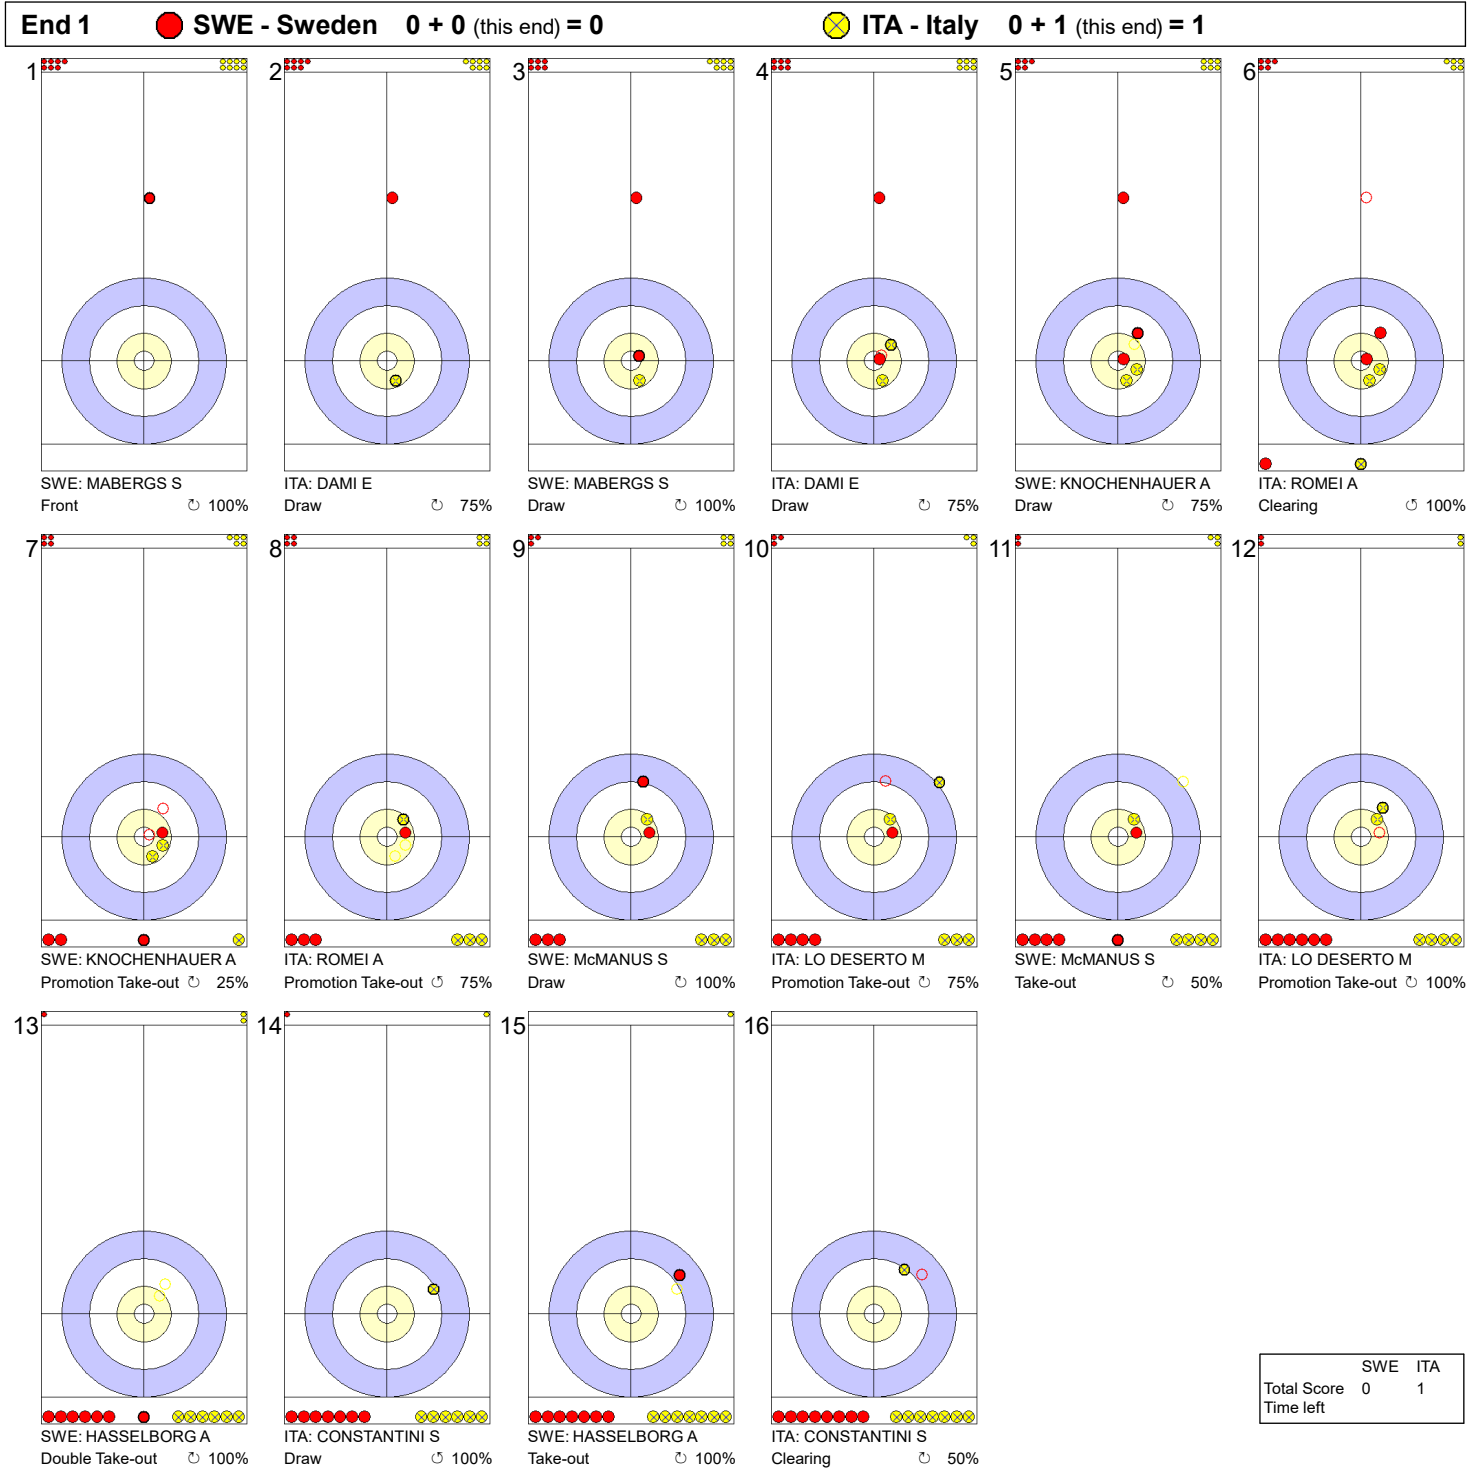 End 1 SWE - Sweden 0 + 0 (this end) = 0 ITA - Italy 0 + 1 (this end) = 1
1 2 3 4 5 6
SWE: MABERGS S ITA: DAMI E SWE: MABERGS S ITA: DAMI E SWE: KNOCHENHAUER A ITA: ROMEI A
Front ↻ 100% Draw ↻ 75% Draw ↻ 100% Draw ↻ 75% Draw ↻ 75% Clearing ↺ 100%
7 8 9 10 11 12
SWE: KNOCHENHAUER A ITA: ROMEI A SWE: McMANUS S ITA: LO DESERTO M SWE: McMANUS S ITA: LO DESERTO M
Promotion Take-out ↻ 25% Promotion Take-out ↺ 75% Draw ↻ 100% Promotion Take-out ↻ 75% Take-out ↻ 50% Promotion Take-out ↻ 100%
13 14 15 16
SWE: HASSELBORG A ITA: CONSTANTINI S SWE: HASSELBORG A ITA: CONSTANTINI S
Double Take-out ↻ 100% Draw ↻ 100% Take-out ↻ 100% Clearing ↻ 50%
SWE ITA
Total Score 0 1
Time left